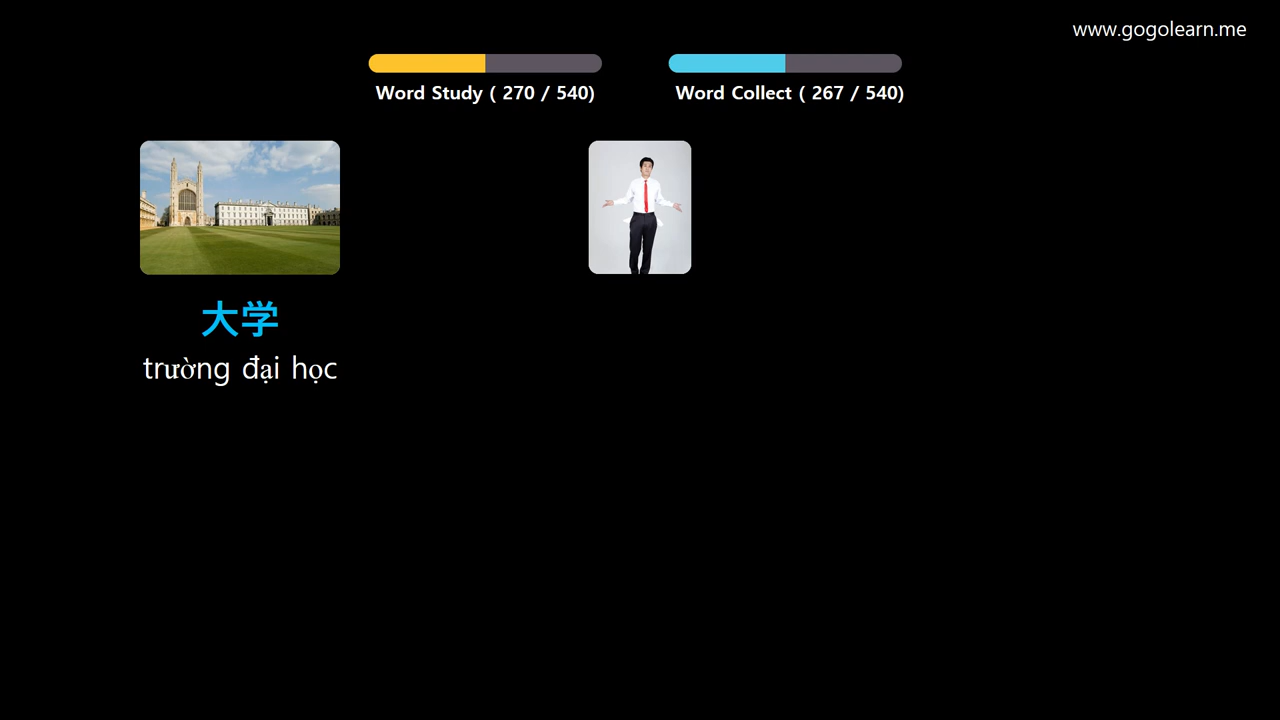 www.gogolearn.me
Word Study ( 270 / 540)
Word Collect ( 267 / 540)
大学
trường đại học